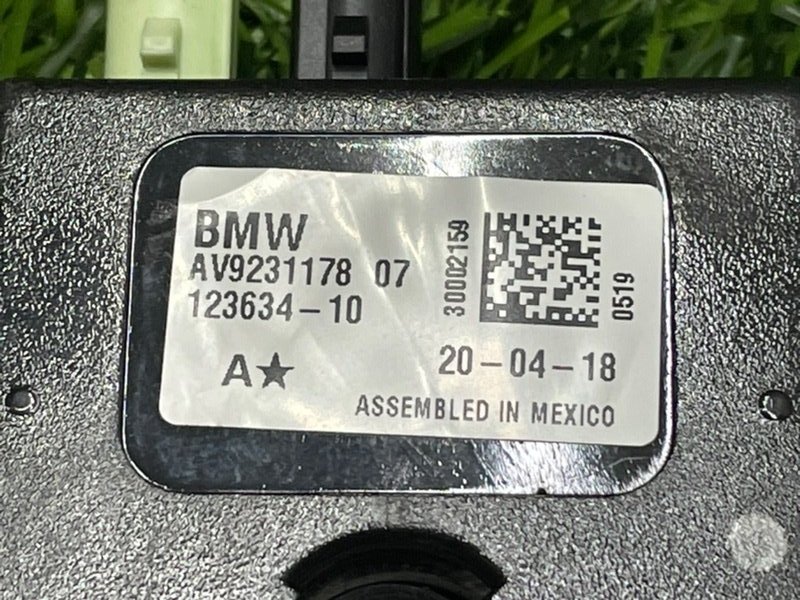 BMW
AV9231178 07
123634-10
30002159
0519
A★
20-04-18
ASSEMBLED IN MEXICO